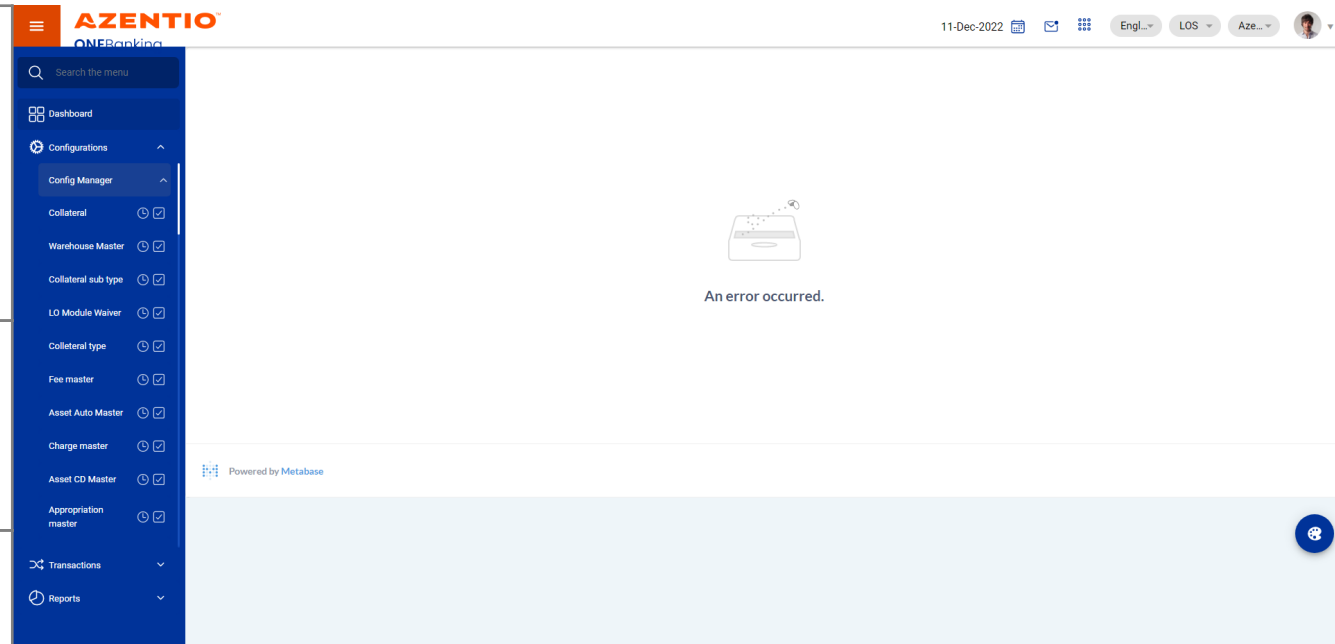 AZENTIO™
ONEBanking
11-Dec-2022
Engl...
LOS
Aze...
Search the menu
Dashboard
Configurations
Config Manager
Collateral
Warehouse Master
Collateral sub type
LO Module Waiver
Colleteral type
Fee master
Asset Auto Master
Charge master
Asset CD Master
Appropriation
master
Transactions
Reports
An error occurred.
Powered by Metabase